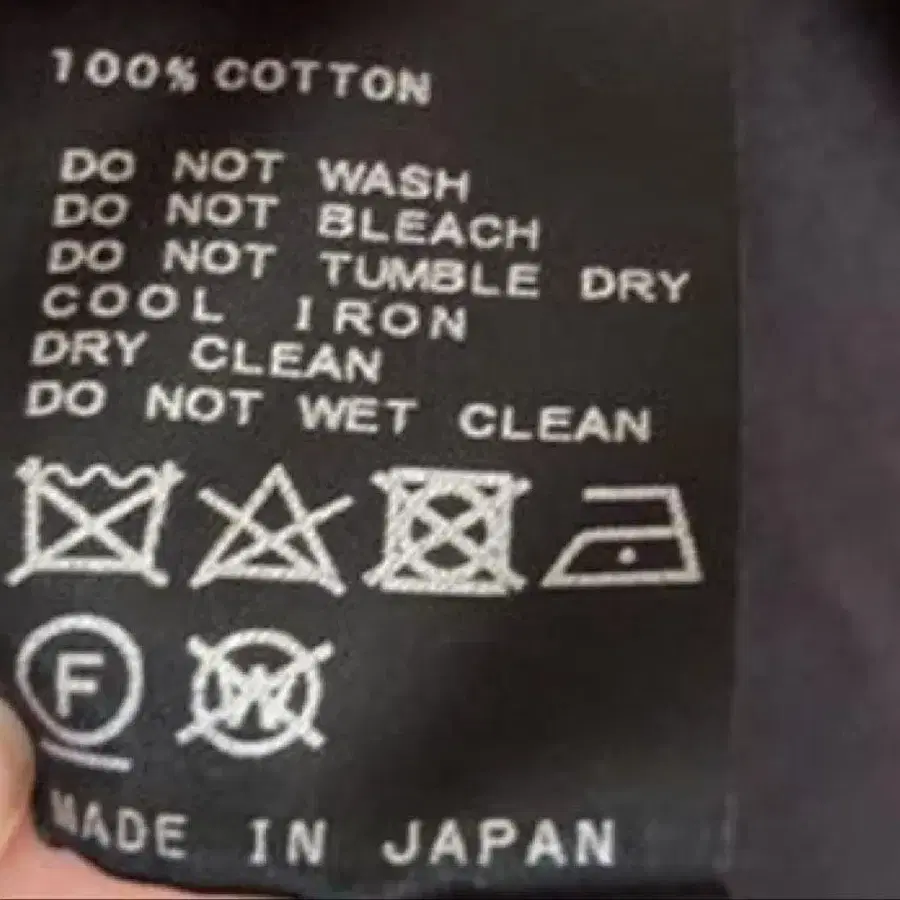 100% COTTON
DO NOT WASH
DO NOT BLEACH
DO NOT TUMBLE DRY
COOL IRON
DRY CLEAN
DO NOT WET CLEAN
F W
MADE IN JAPAN